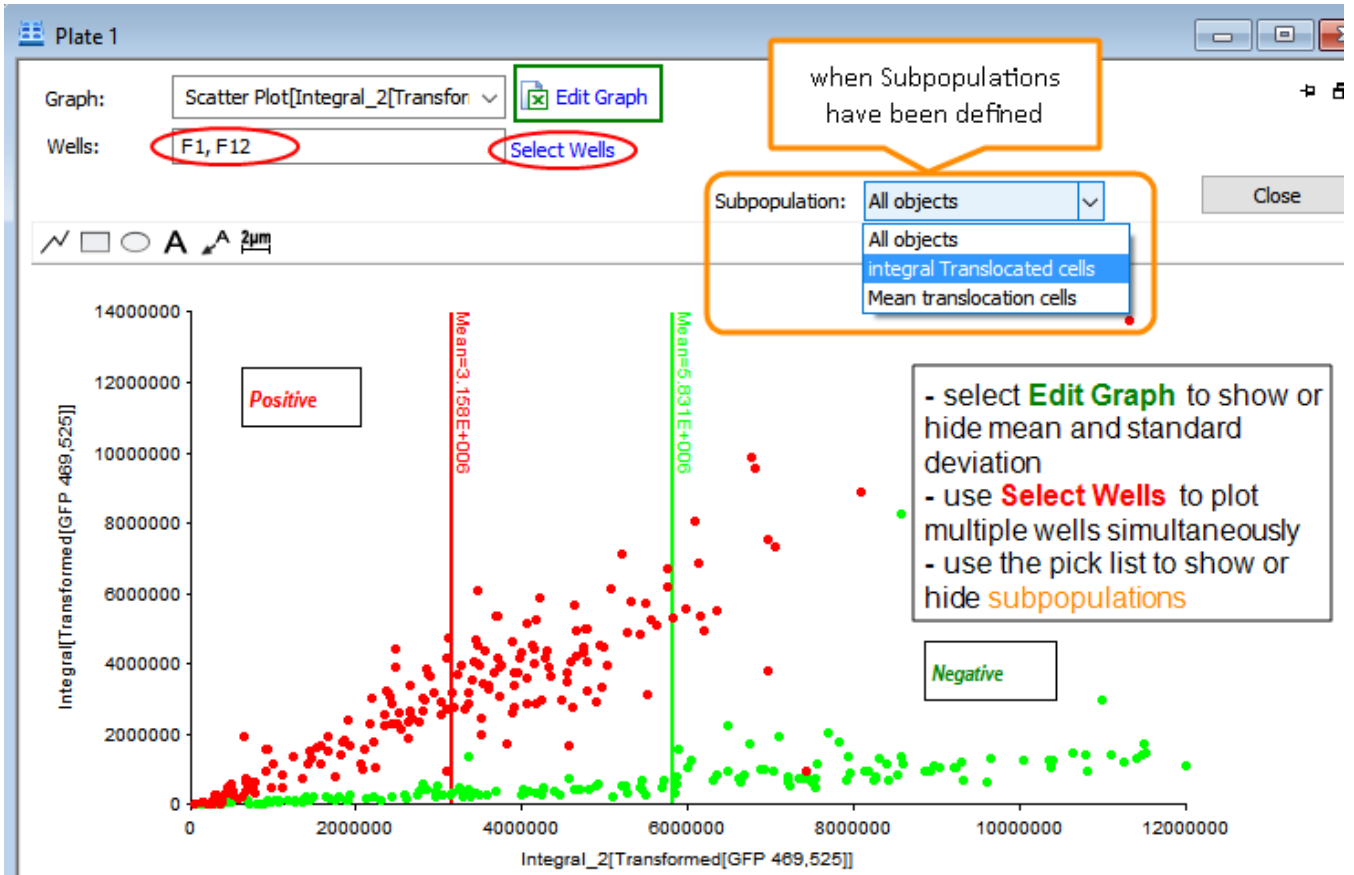 Plate 1
when Subpopulations
have been defined
Graph:
Scatter Plot[Integral_2[Transfor
Edit Graph
Wells:
F1, F12
Select Wells
Subpopulation:
All objects
Close
All objects
integral Translocated cells
Mean translocation cells
A
A
2µm
Positive
Mean=3.158E+006
Mean=5.831E+006
- select Edit Graph to show or
hide mean and standard
deviation
- use Select Wells to plot
multiple wells simultaneously
- use the pick list to show or
hide subpopulations
Negative
Integral[Transformed[GFP 469,525]]
14000000
12000000
10000000
8000000
6000000
4000000
2000000
0
0
2000000
4000000
6000000
8000000
10000000
12000000
Integral_2[Transformed[GFP 469,525]]